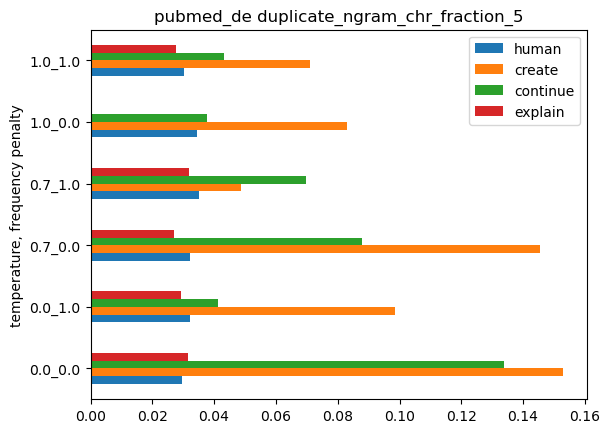 pubmed_de duplicate_ngram_chr_fraction_5
human
create
continue
explain
temperature, frequency penalty
1.0_1.0
1.0_0.0
0.7_1.0
0.7_0.0
0.0_1.0
0.0_0.0
0.00 0.02 0.04 0.06 0.08 0.10 0.12 0.14 0.16